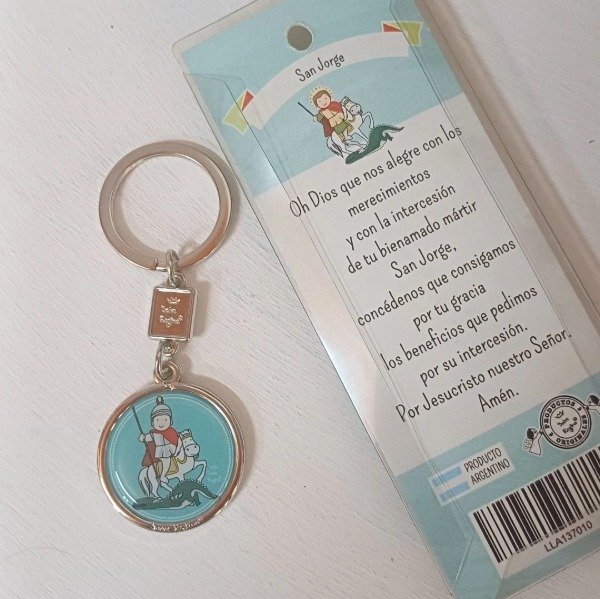 San Jorge
Oh Dios que nos alegre con los
merecimientos
y con la intercesión
de tu bienamado mártir
San Jorge,
concédenos que consigamos
por tu gracia
los beneficios que pedimos
por su intercesión.
Por Jesucristo nuestro Señor.
Amén.
PRODUCTOS
ORIGINALES
PRODUCTO
ARGENTINO
LLA137010